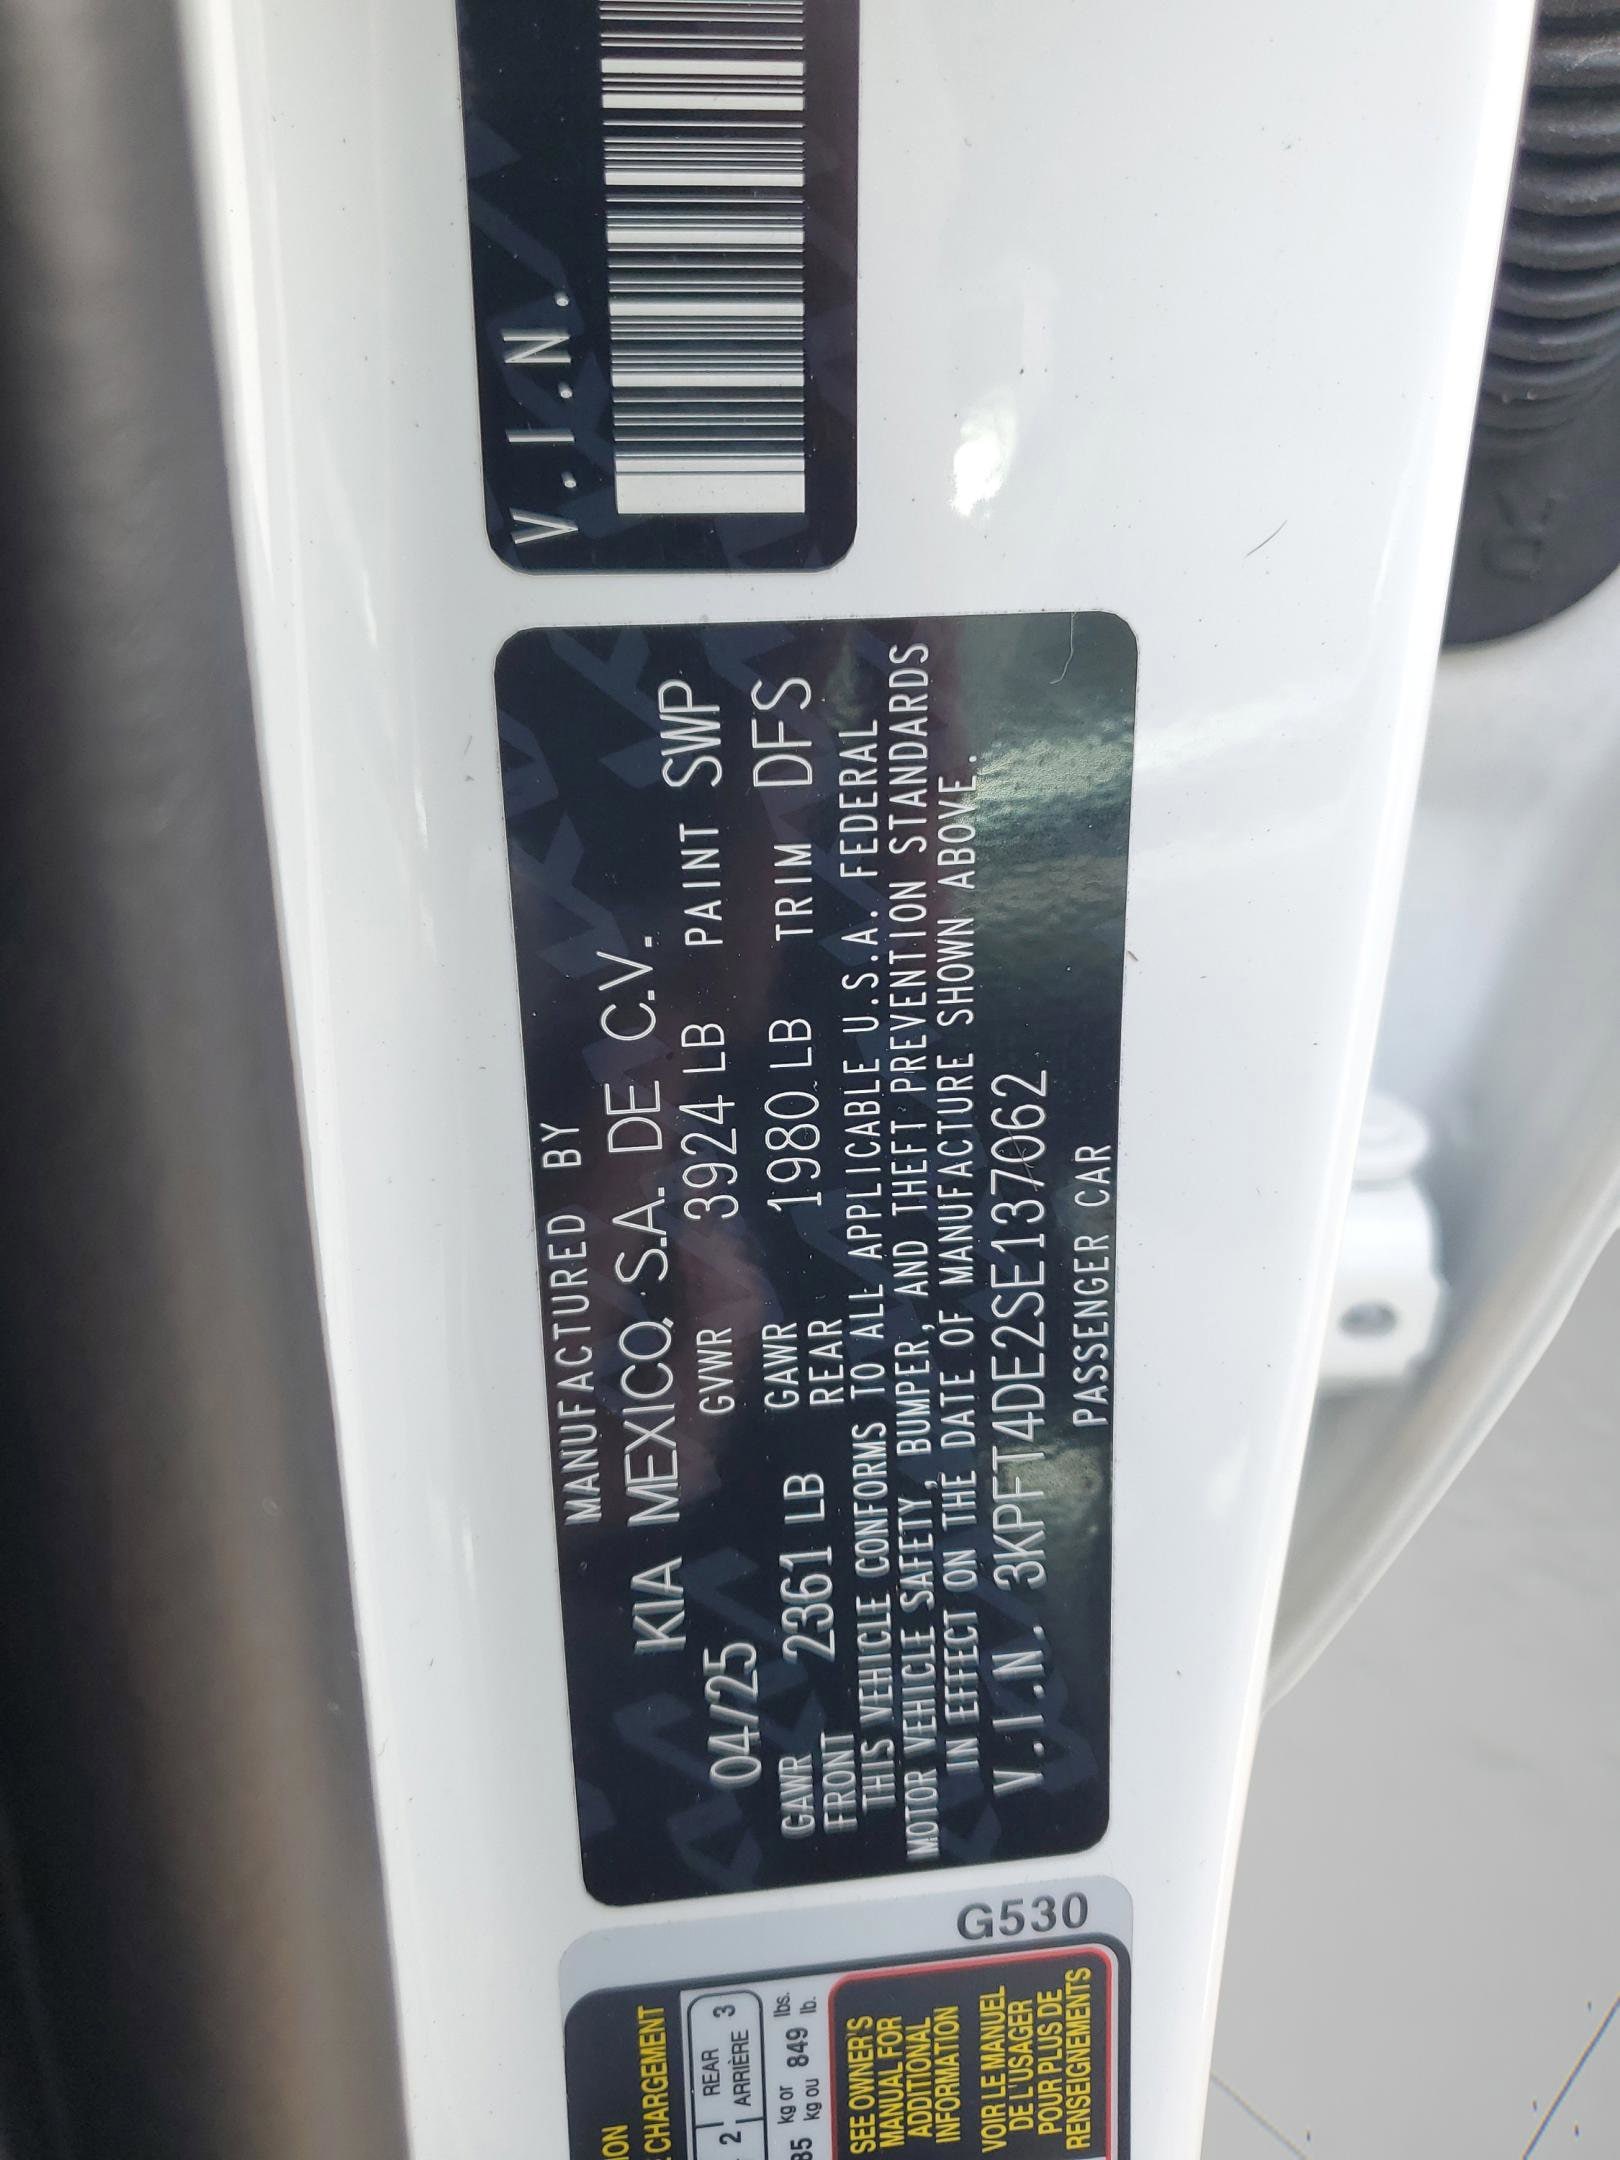 V.I.N.
MANUFACTURED BY
KIA MEXICO, S.A. DE C.V.
04/25 GVWR 3924 LB PAINT SWP
GAWR FRONT 2361 LB GAWR REAR 1980 LB TRIM DFS
THIS VEHICLE CONFORMS TO ALL APPLICABLE U.S.A. FEDERAL
MOTOR VEHICLE SAFETY, BUMPER, AND THEFT PREVENTION STANDARDS
IN EFFECT ON THE DATE OF MANUFACTURE SHOWN ABOVE.
V.I.N. 3KPFT4DE2SE137062
PASSENGER CAR
G530
CHARGEMENT
2 REAR ARRIÈRE 3
kg or 849 lbs.
kg ou lb.
SEE OWNER'S
MANUAL FOR
ADDITIONAL
INFORMATION
VOIR LE MANUEL
DE L'USAGER
POUR PLUS DE
RENSEIGNEMENTS